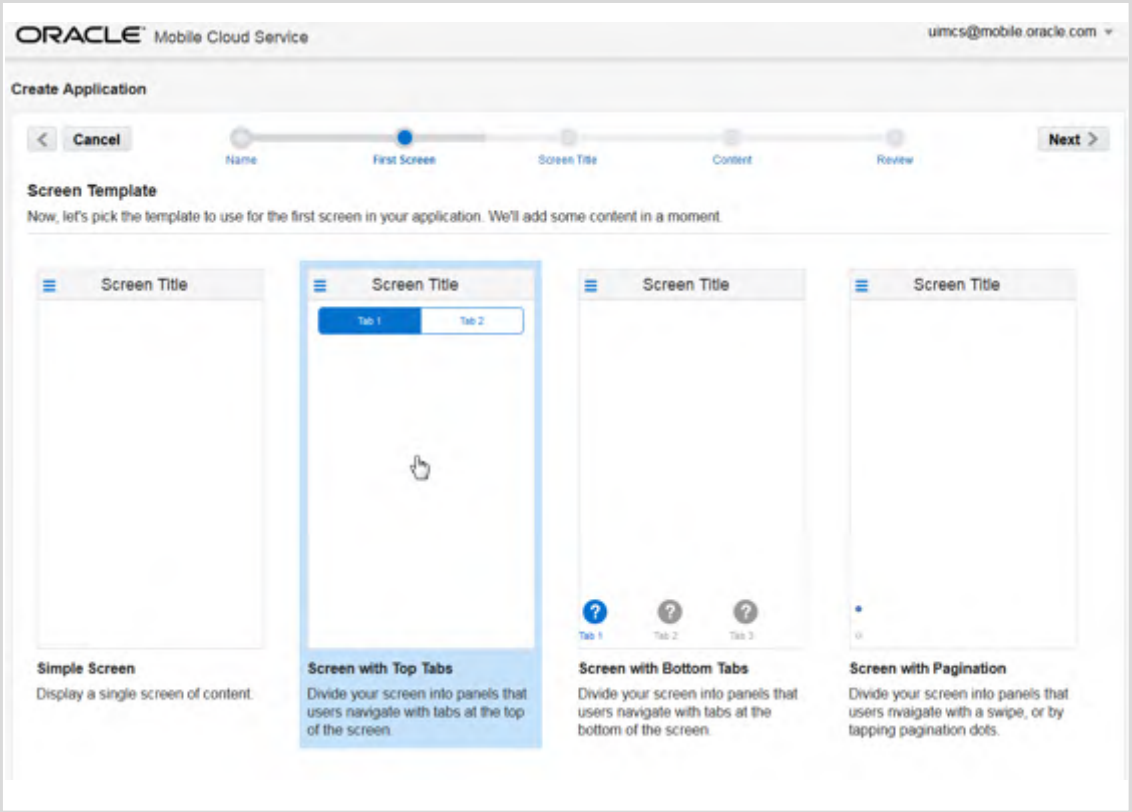 ORACLE Mobile Cloud Service
uimcs@mobile.oracle.com
Create Application
Cancel
Next
Name
First Screen
Screen Title
Content
Review
Screen Template
Now, let's pick the template to use for the first screen in your application. We'll add some content in a moment.
Screen Title
Simple Screen
Display a single screen of content.
Screen Title
Tab 1
Tab 2
Screen with Top Tabs
Divide your screen into panels that
users navigate with tabs at the top
of the screen.
Screen Title
?
?
?
Tab 1
Tab 2
Tab 3
Screen with Bottom Tabs
Divide your screen into panels that
users navigate with tabs at the
bottom of the screen.
Screen Title
Screen with Pagination
Divide your screen into panels that
users nvaigate with a swipe, or by
tapping pagination dots.